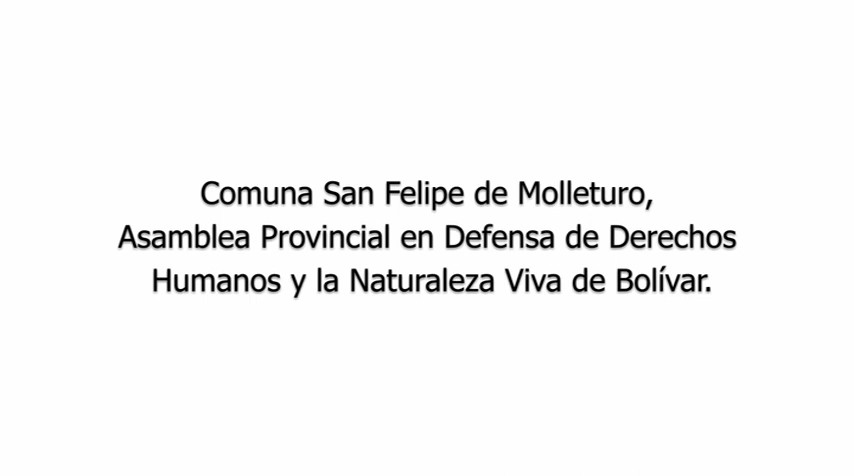 Comuna San Felipe de Molleturo,
Asamblea Provincial en Defensa de Derechos
Humanos y la Naturaleza Viva de Bolívar.